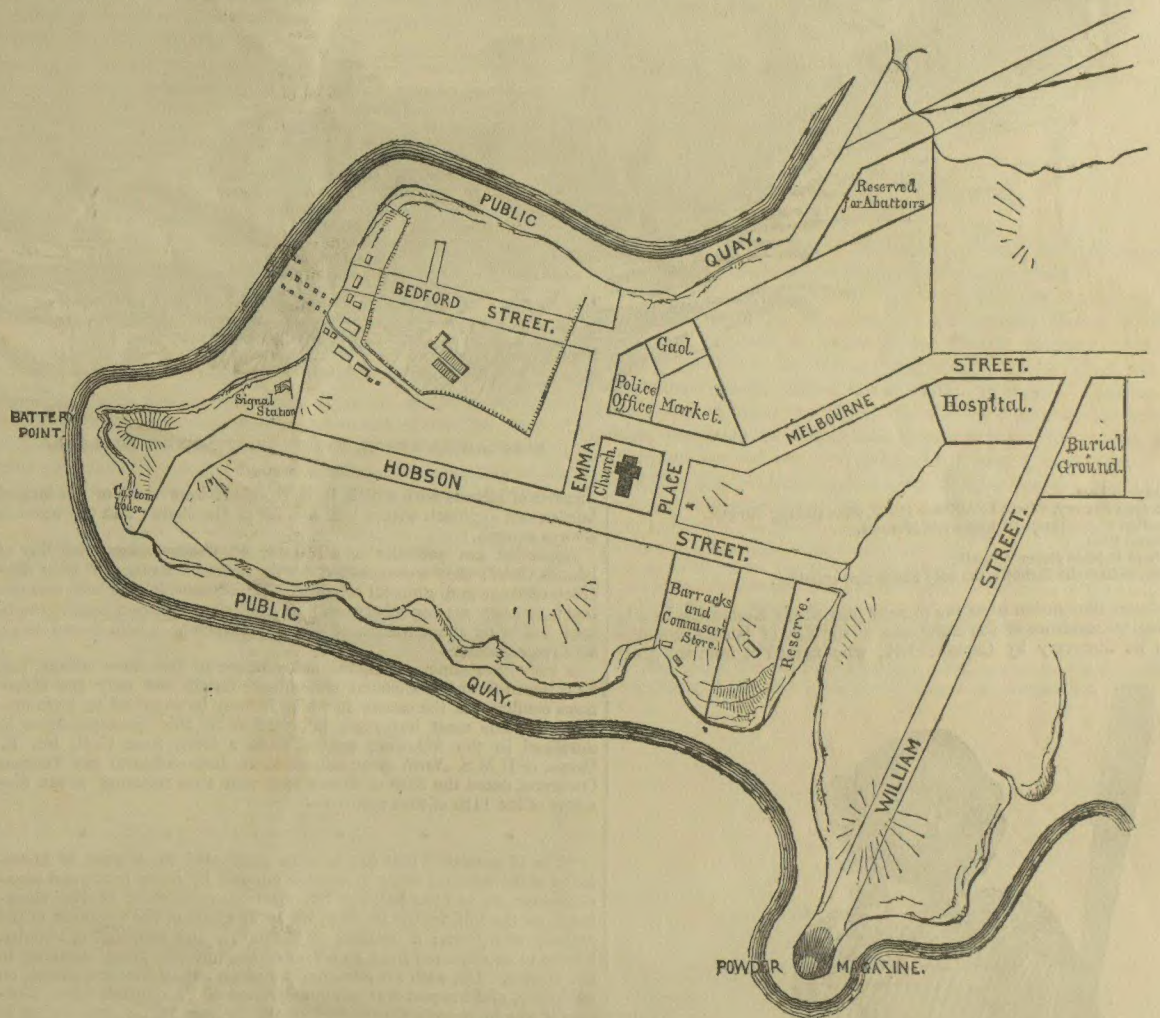 PUBLIC
QUAY.
Reserved
for Abattoirs
BEDFORD
STREET.
Gaol.
Police
Office
Market.
MELBOURNE
STREET.
Hospital.
Burial
Ground.
Signal
Station
BATTERY
POINT.
Custom
house.
HOBSON
STREET.
EMMA
PLACE
Church.
Barracks
and
Commisar
Store.
Reserve.
PUBLIC
QUAY.
WILLIAM
STREET.
POWDER MAGAZINE.